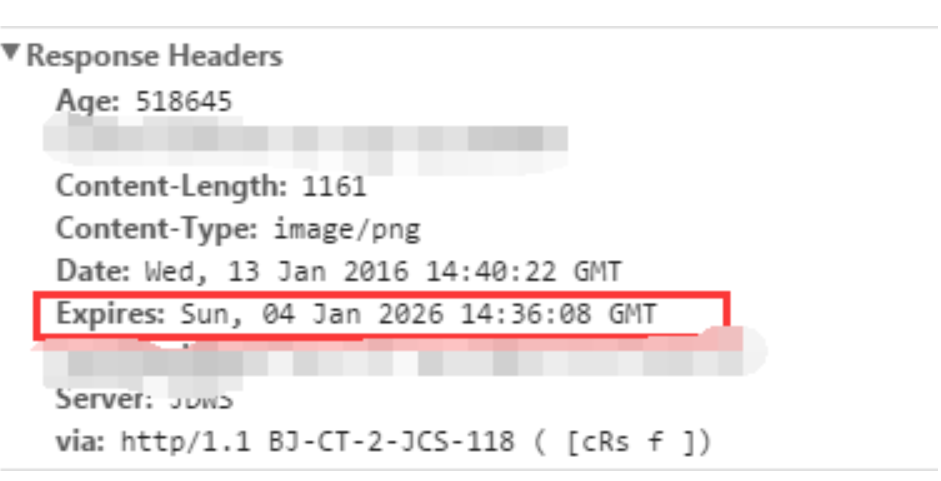 Response Headers
Age: 518645
Content-Length: 1161
Content-Type: image/png
Date: Wed, 13 Jan 2016 14:40:22 GMT
Expires: Sun, 04 Jan 2026 14:36:08 GMT
Server: JDWS
via: http/1.1 BJ-CT-2-JCS-118 ( [cRs f ])